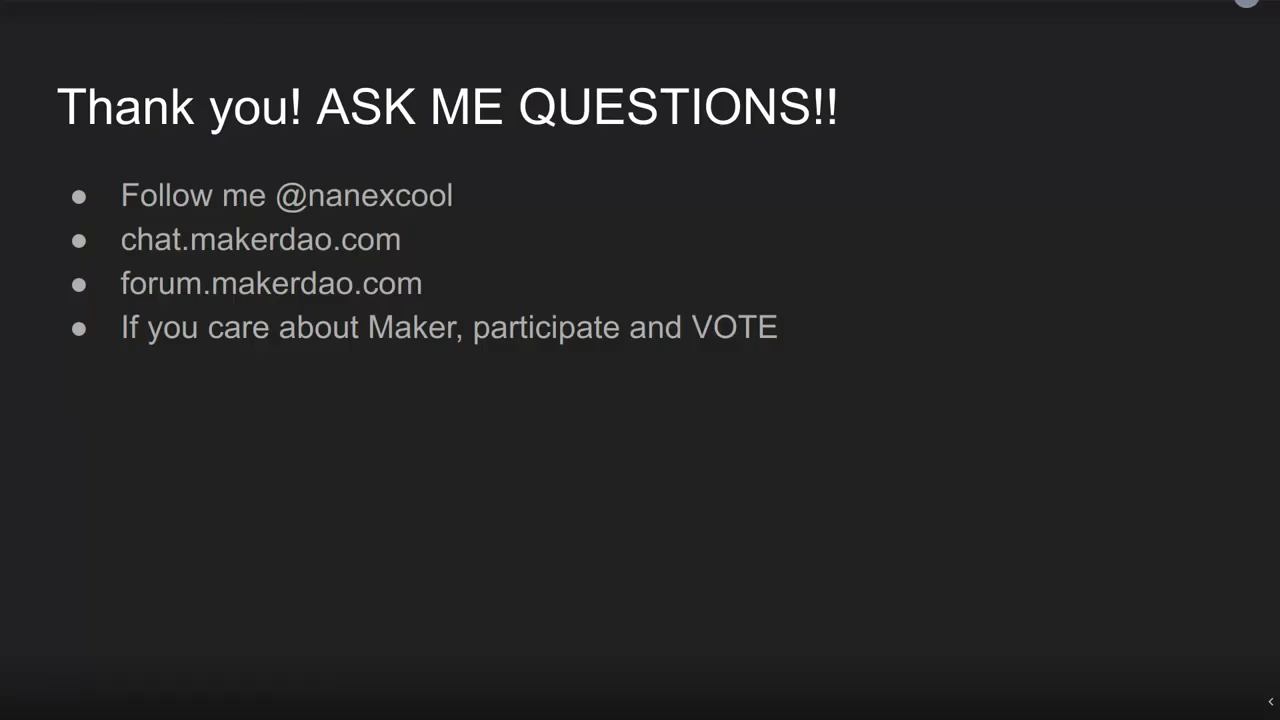 Thank you! ASK ME QUESTIONS!!
● Follow me @nanexcool
● chat.makerdao.com
● forum.makerdao.com
● If you care about Maker, participate and VOTE